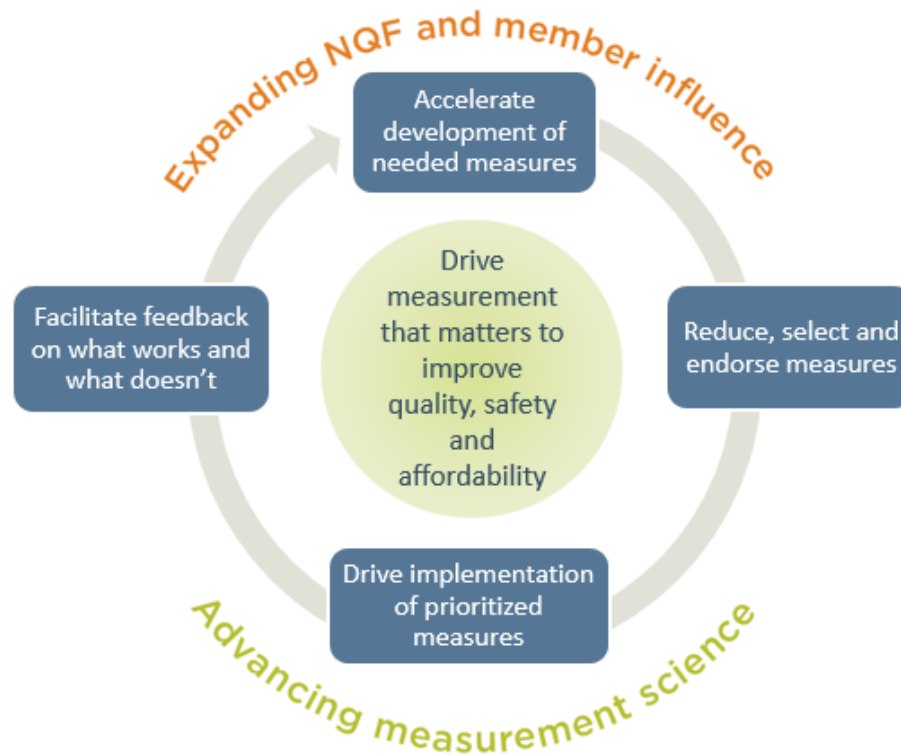 Expanding NQF and member influence
Accelerate
development of
needed measures
Drive
measurement
that matters to
improve
quality, safety
and
affordability
Facilitate feedback
on what works and
what doesn't
Reduce, select and
endorse measures
Drive implementation
of prioritized
measures
Advancing measurement science